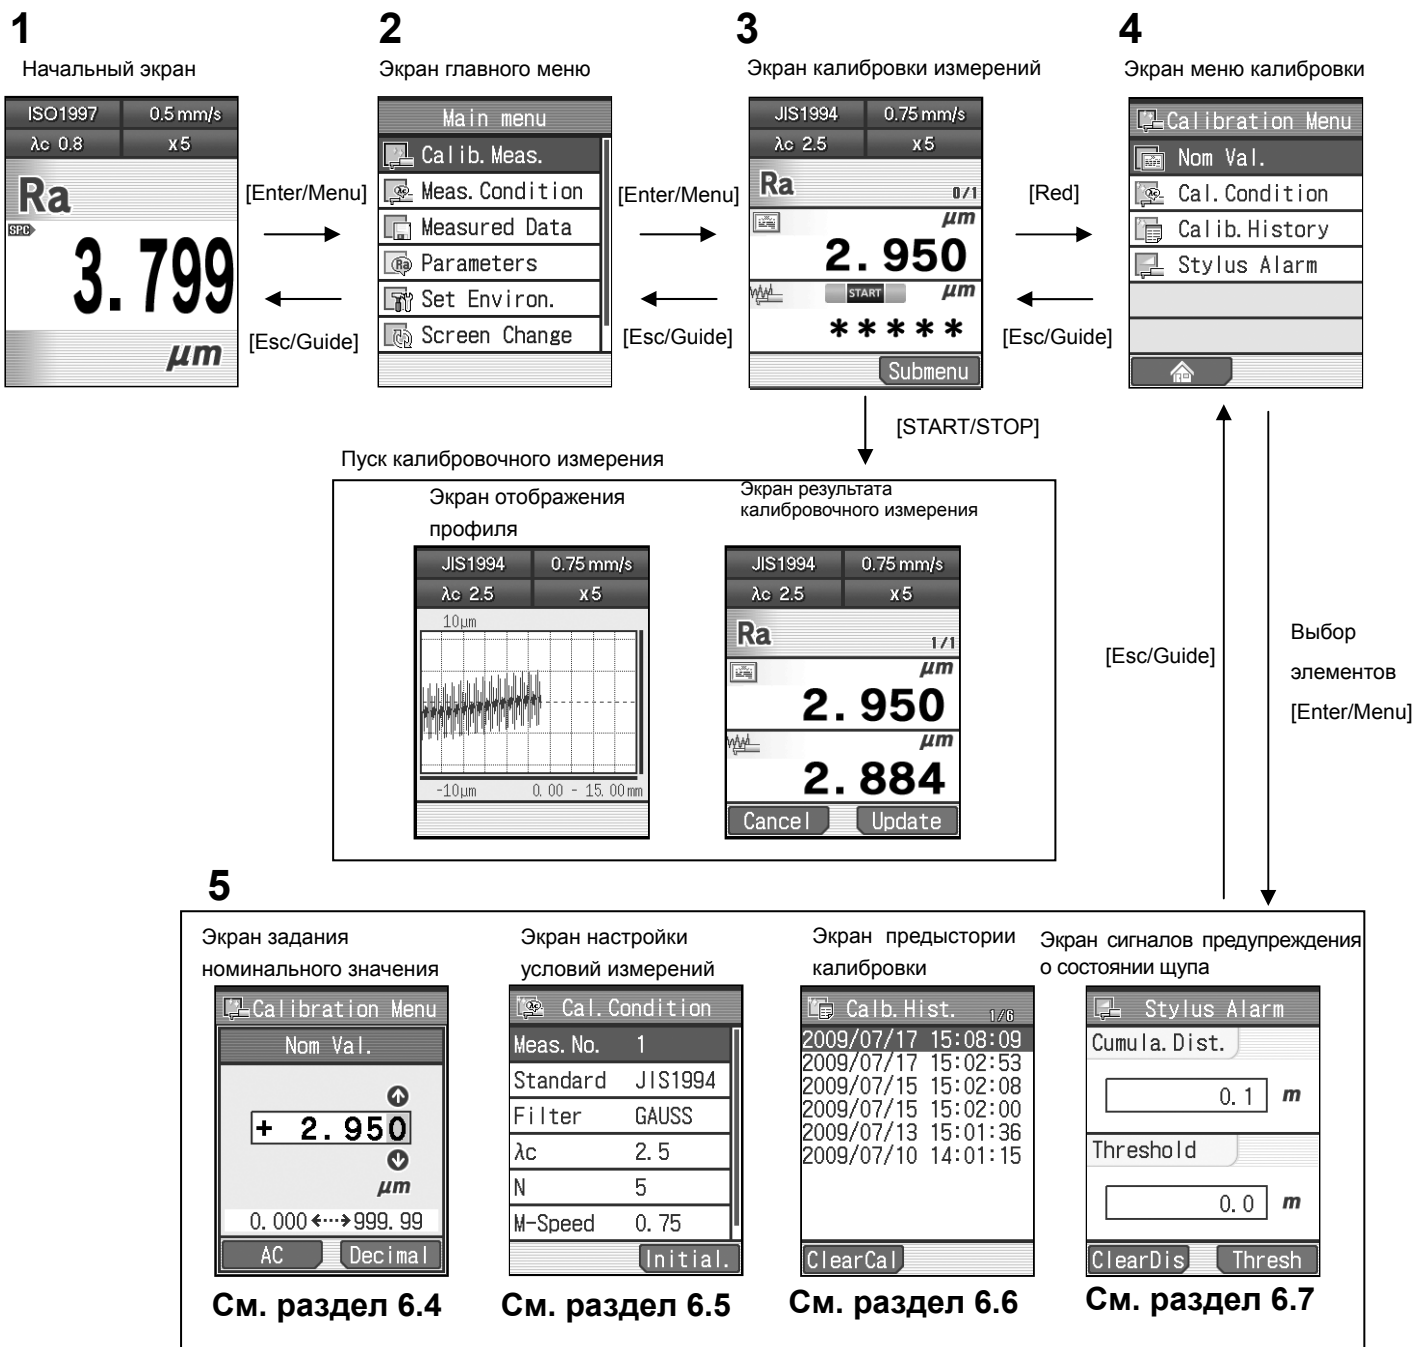 1
Начальный экран
ISO1997 0.5 mm/s
λc 0.8 x5
Ra
SPC
3.799
μm
[Enter/Menu]
[Esc/Guide]
2
Экран главного меню
Main menu
Calib.Meas.
Meas.Condition
Measured Data
Parameters
Set Environ.
Screen Change
[Enter/Menu]
[Esc/Guide]
3
Экран калибровки измерений
JIS1994 0.75 mm/s
λc 2.5 x5
Ra 0/1
μm
2.950
START μm
*****
Submenu
[Red]
[Esc/Guide]
4
Экран меню калибровки
Calibration Menu
Nom Val.
Cal.Condition
Calib.History
Stylus Alarm
[START/STOP]
Пуск калибровочного измерения
Экран отображения
профиля
JIS1994 0.75 mm/s
λc 2.5 x5
10μm
-10μm 0.00 - 15.00mm
Экран результата
калибровочного измерения
JIS1994 0.75 mm/s
λc 2.5 x5
Ra 1/1
μm
2.950
μm
2.884
Cancel Update
[Esc/Guide]
Выбор
элементов
[Enter/Menu]
5
Экран задания
номинального значения
Calibration Menu
Nom Val.
+ 2.950
μm
0.000 ⇠⇢ 999.99
AC Decimal
См. раздел 6.4
Экран настройки
условий измерений
Cal.Condition
Meas.No. 1
Standard JIS1994
Filter GAUSS
λc 2.5
N 5
M-Speed 0.75
Initial.
См. раздел 6.5
Экран предыстории
калибровки
Calb.Hist. 1/6
2009/07/17 15:08:09
2009/07/17 15:02:53
2009/07/15 15:02:08
2009/07/15 15:02:00
2009/07/13 15:01:36
2009/07/10 14:01:15
ClearCal
См. раздел 6.6
Экран сигналов предупреждения
о состоянии щупа
Stylus Alarm
Cumula.Dist.
0.1 m
Threshold
0.0 m
ClearDis Thresh
См. раздел 6.7